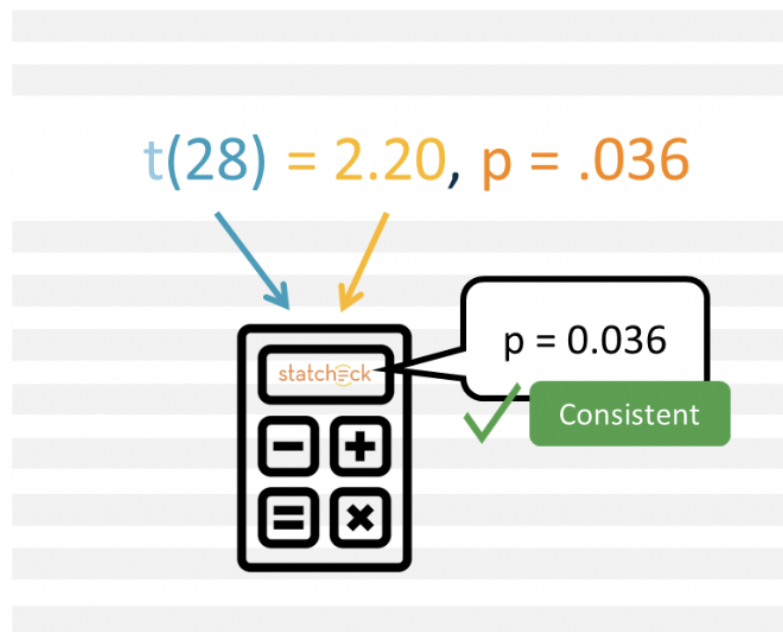 t(28) = 2.20, p = .036
p = 0.036
statcheck
Consistent
− +
= ×